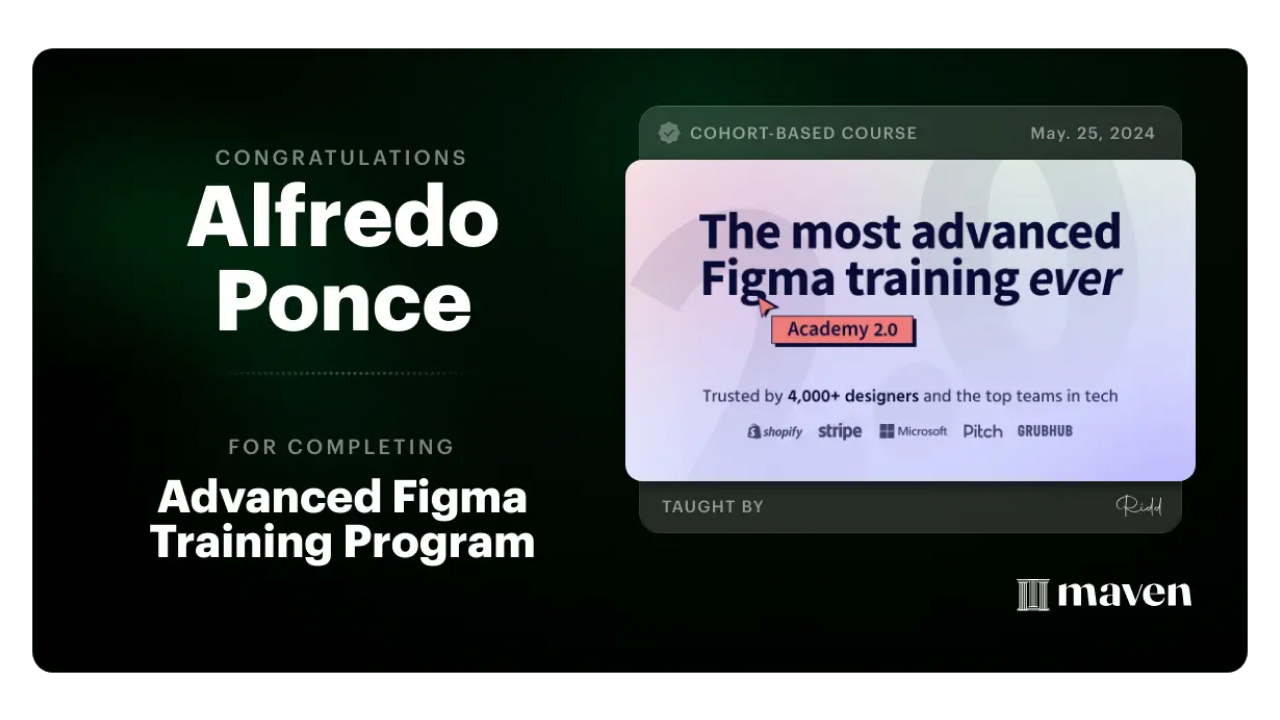 CONGRATULATIONS
Alfredo
Ponce
FOR COMPLETING
Advanced Figma
Training Program
COHORT-BASED COURSE
May. 25, 2024
The most advanced
Figma training ever
Academy 2.0
Trusted by 4,000+ designers and the top teams in tech
shopify stripe Microsoft Pitch GRUBHUB
TAUGHT BY
Ridd
maven